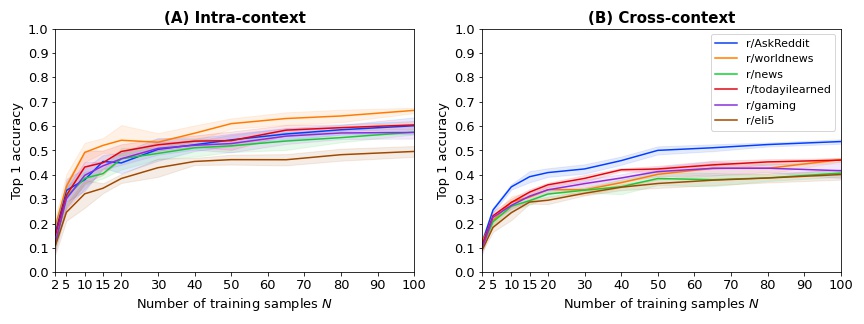 (A) Intra-context
1.0
0.9
0.8
0.7
0.6
0.5
0.4
0.3
0.2
0.1
0.0
Top 1 accuracy
2 5 10 15 20 30 40 50 60 70 80 90 100
Number of training samples N
(B) Cross-context
1.0
0.9
0.8
0.7
0.6
0.5
0.4
0.3
0.2
0.1
0.0
Top 1 accuracy
r/AskReddit
r/worldnews
r/news
r/todayilearned
r/gaming
r/eli5
2 5 10 15 20 30 40 50 60 70 80 90 100
Number of training samples N